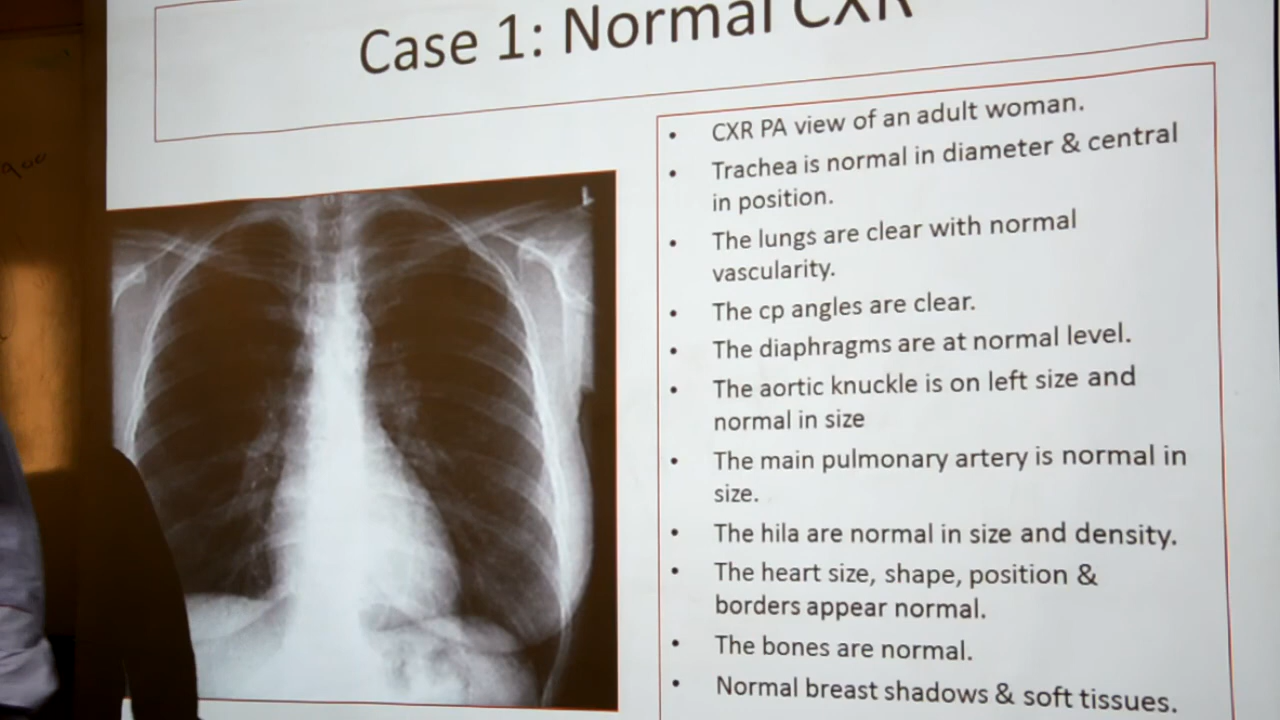 Case 1: Normal CXR
• CXR PA view of an adult woman.
• Trachea is normal in diameter & central
in position.
• The lungs are clear with normal
vascularity.
• The cp angles are clear.
• The diaphragms are at normal level.
• The aortic knuckle is on left size and
normal in size
• The main pulmonary artery is normal in
size.
• The hila are normal in size and density.
• The heart size, shape, position &
borders appear normal.
• The bones are normal.
• Normal breast shadows & soft tissues.
L